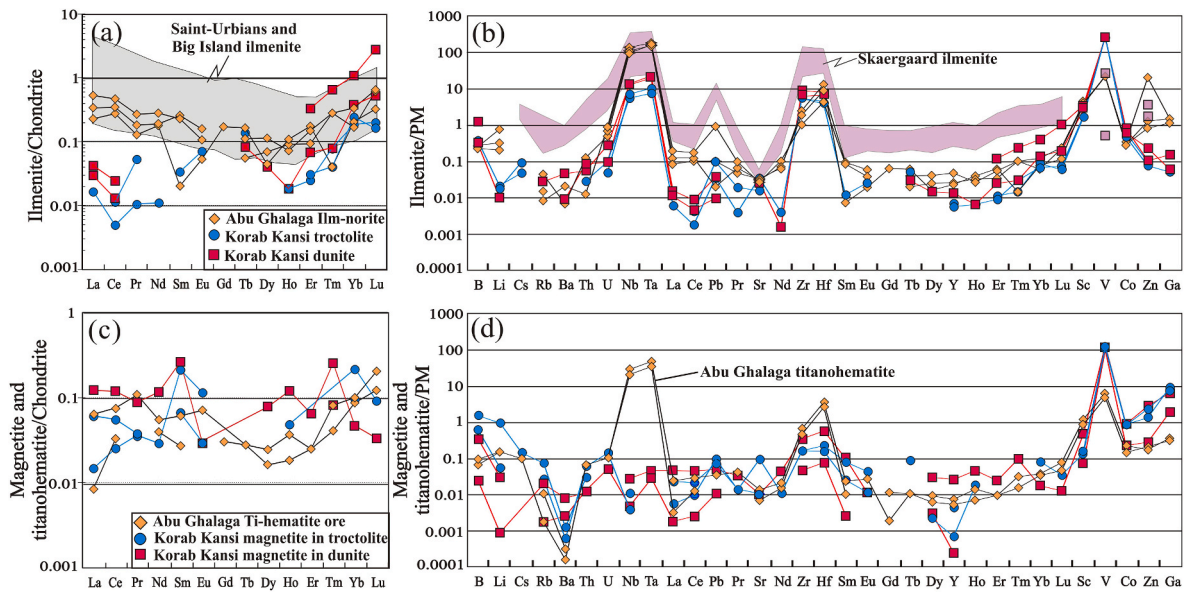 (a)
Saint-Urbians and
Big Island ilmenite
Ilmenite/Chondrite
10
1
0.1
0.01
0.001
Abu Ghalaga Ilm-norite
Korab Kansi troctolite
Korab Kansi dunite
La Ce Pr Nd Sm Eu Gd Tb Dy Ho Er Tm Yb Lu
(b)
Skaergaard ilmenite
Ilmenite/PM
10000
1000
100
10
1
0.1
0.01
0.001
0.0001
B Li Cs Rb Ba Th U Nb Ta La Ce Pb Pr Sr Nd Zr Hf Sm Eu Gd Tb Dy Y Ho Er Tm Yb Lu Sc V Co Zn Ga
(c)
Magnetite and
titanohematite/Chondrite
1
0.1
0.01
0.001
Abu Ghalaga Ti-hematite ore
Korab Kansi magnetite in troctolite
Korab Kansi magnetite in dunite
La Ce Pr Nd Sm Eu Gd Tb Dy Ho Er Tm Yb Lu
(d)
Abu Ghalaga titanohematite
Magnetite and
titanohematite/PM
1000
100
10
1
0.1
0.01
0.001
0.0001
B Li Cs Rb Ba Th U Nb Ta La Ce Pb Pr Sr Nd Zr Hf Sm Eu Gd Tb Dy Y Ho Er Tm Yb Lu Sc V Co Zn Ga